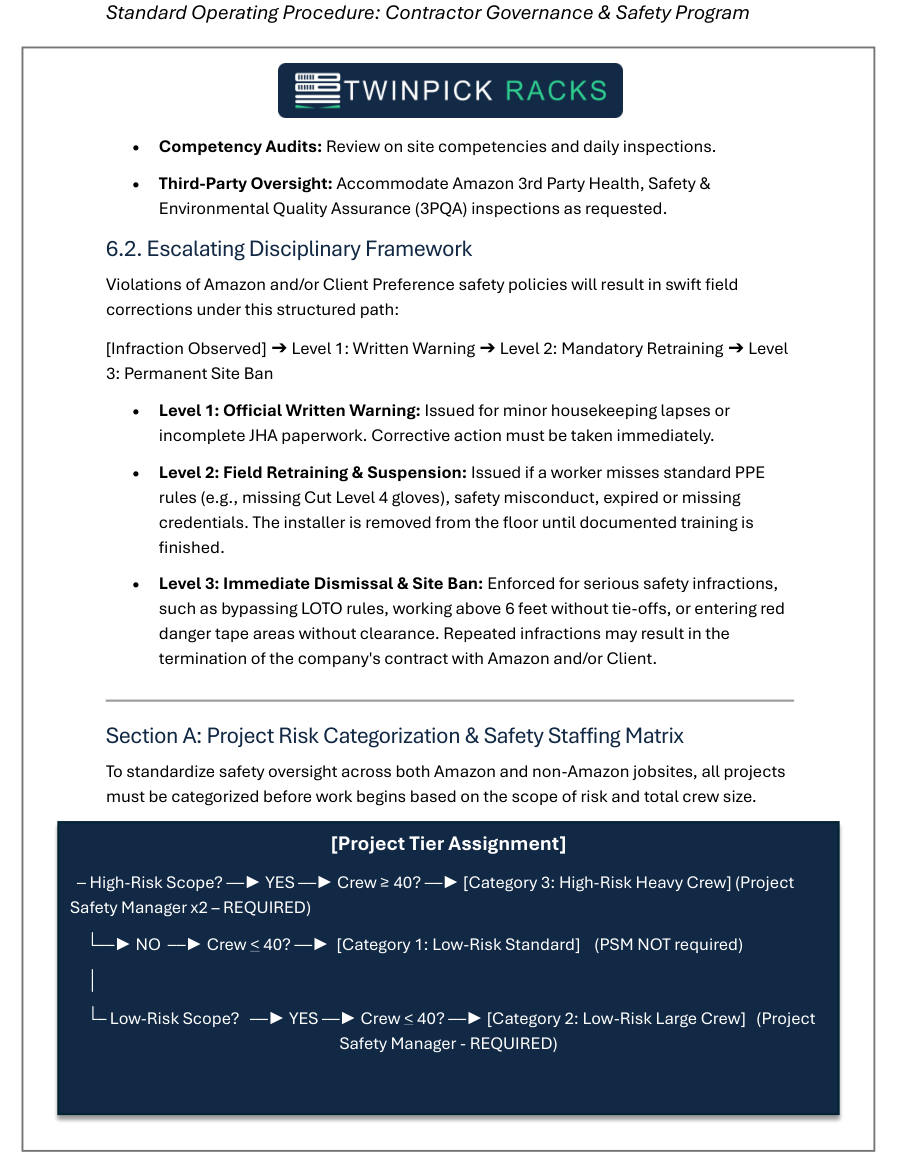 Standard Operating Procedure: Contractor Governance & Safety Program
TWINPICK RACKS
• Competency Audits: Review on site competencies and daily inspections.
• Third-Party Oversight: Accommodate Amazon 3rd Party Health, Safety &
Environmental Quality Assurance (3PQA) inspections as requested.
6.2. Escalating Disciplinary Framework
Violations of Amazon and/or Client Preference safety policies will result in swift field
corrections under this structured path:
[Infraction Observed] ➔ Level 1: Written Warning ➔ Level 2: Mandatory Retraining ➔ Level
3: Permanent Site Ban
• Level 1: Official Written Warning: Issued for minor housekeeping lapses or
incomplete JHA paperwork. Corrective action must be taken immediately.
• Level 2: Field Retraining & Suspension: Issued if a worker misses standard PPE
rules (e.g., missing Cut Level 4 gloves), safety misconduct, expired or missing
credentials. The installer is removed from the floor until documented training is
finished.
• Level 3: Immediate Dismissal & Site Ban: Enforced for serious safety infractions,
such as bypassing LOTO rules, working above 6 feet without tie-offs, or entering red
danger tape areas without clearance. Repeated infractions may result in the
termination of the company's contract with Amazon and/or Client.
Section A: Project Risk Categorization & Safety Staffing Matrix
To standardize safety oversight across both Amazon and non-Amazon jobsites, all projects
must be categorized before work begins based on the scope of risk and total crew size.
[Project Tier Assignment]
– High-Risk Scope? —► YES —► Crew ≥ 40? —► [Category 3: High-Risk Heavy Crew] (Project
Safety Manager x2 – REQUIRED)
└─► NO —► Crew ≤ 40? —► [Category 1: Low-Risk Standard] (PSM NOT required)
│
└─ Low-Risk Scope? —► YES —► Crew ≤ 40? —► [Category 2: Low-Risk Large Crew] (Project
Safety Manager - REQUIRED)